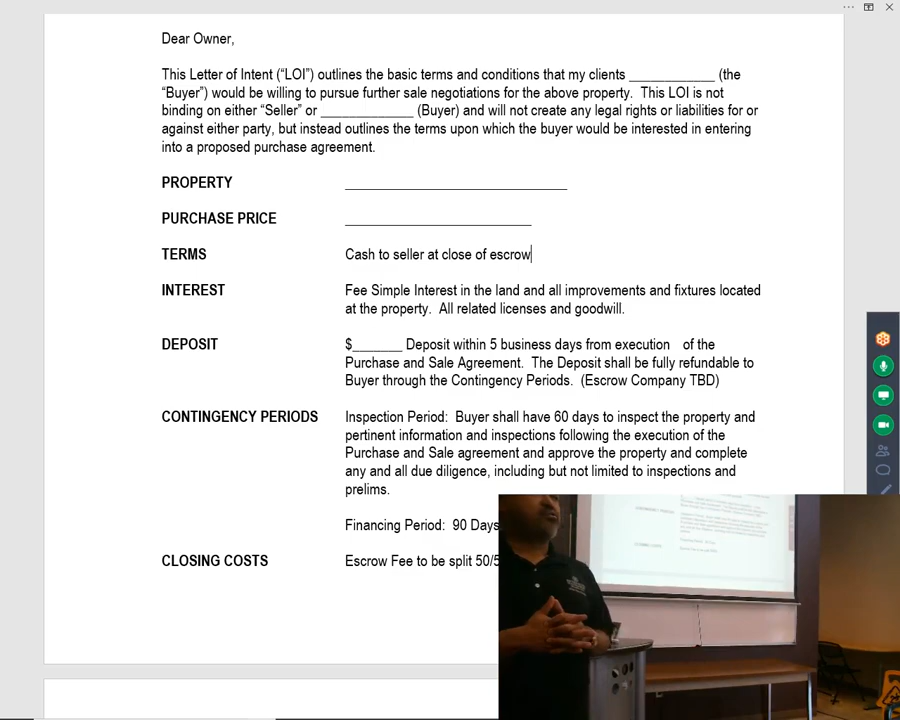 Dear Owner,
This Letter of Intent (“LOI”) outlines the basic terms and conditions that my clients ____________ (the
“Buyer”) would be willing to pursue further sale negotiations for the above property.  This LOI is not
binding on either “Seller” or _____________ (Buyer) and will not create any legal rights or liabilities for or
against either party, but instead outlines the terms upon which the buyer would be interested in entering
into a proposed purchase agreement.
PROPERTY _______________________________
PURCHASE PRICE __________________________
TERMS Cash to seller at close of escrow
INTEREST Fee Simple Interest in the land and all improvements and fixtures located
at the property.  All related licenses and goodwill.
DEPOSIT $_______ Deposit within 5 business days from execution   of the
Purchase and Sale Agreement.  The Deposit shall be fully refundable to
Buyer through the Contingency Periods.  (Escrow Company TBD)
CONTINGENCY PERIODS Inspection Period:  Buyer shall have 60 days to inspect the property and
pertinent information and inspections following the execution of the
Purchase and Sale agreement and approve the property and complete
any and all due diligence, including but not limited to inspections and
prelims.
Financing Period:  90 Days
CLOSING COSTS Escrow Fee to be split 50/5